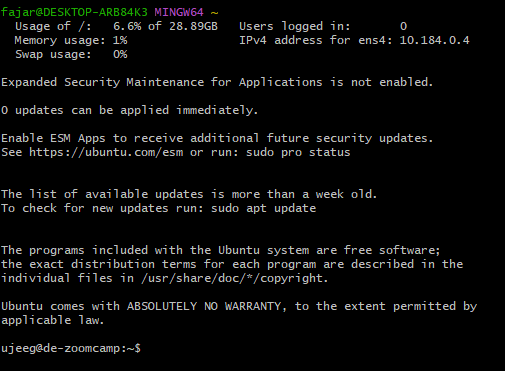 fajar@DESKTOP-ARB84K3 MINGW64 ~
Usage of /: 6.6% of 28.89GB Users logged in: 0
Memory usage: 1% IPv4 address for ens4: 10.184.0.4
Swap usage: 0%
Expanded Security Maintenance for Applications is not enabled.
0 updates can be applied immediately.
Enable ESM Apps to receive additional future security updates.
See https://ubuntu.com/esm or run: sudo pro status
The list of available updates is more than a week old.
To check for new updates run: sudo apt update
The programs included with the Ubuntu system are free software;
the exact distribution terms for each program are described in the
individual files in /usr/share/doc/*/copyright.
Ubuntu comes with ABSOLUTELY NO WARRANTY, to the extent permitted by
applicable law.
ujeeg@de-zoomcamp:~$